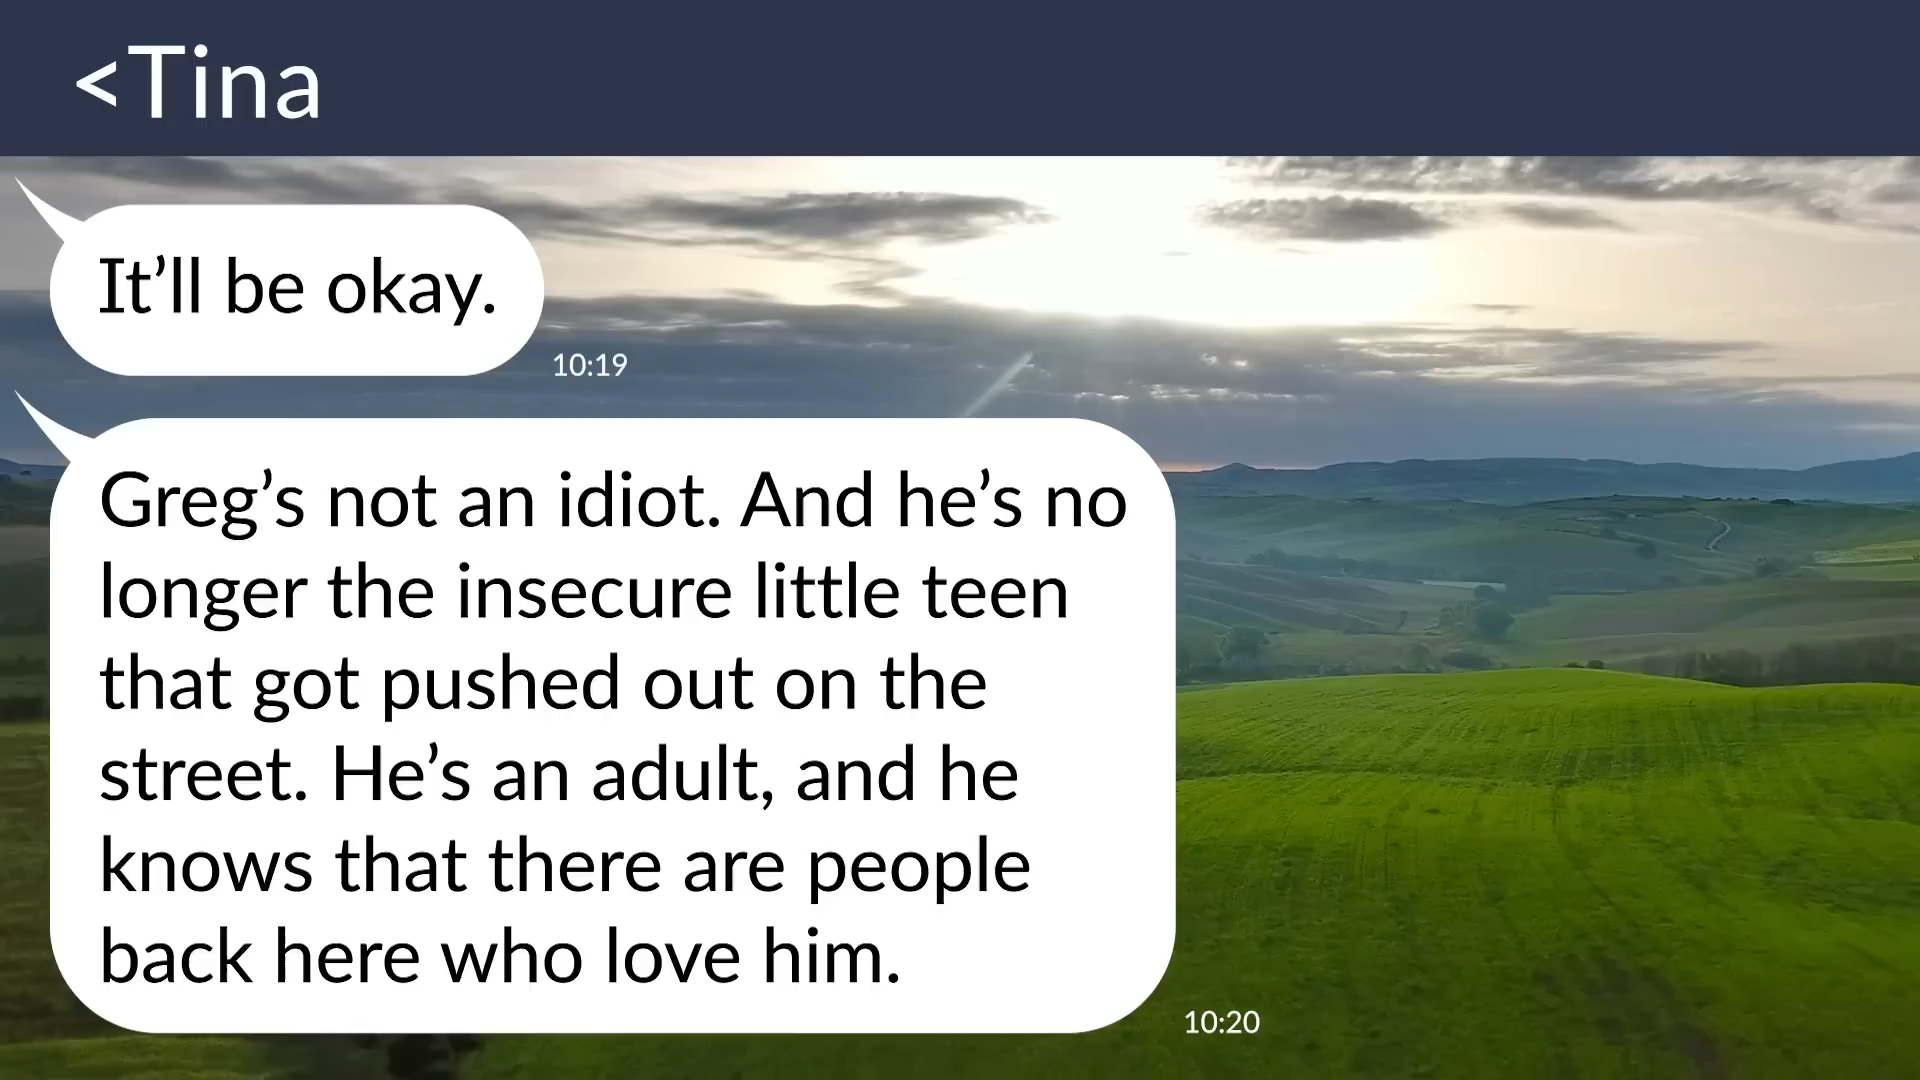 <Tina
It’ll be okay.
10:19
Greg’s not an idiot. And he’s no
longer the insecure little teen
that got pushed out on the
street. He’s an adult, and he
knows that there are people
back here who love him.
10:20